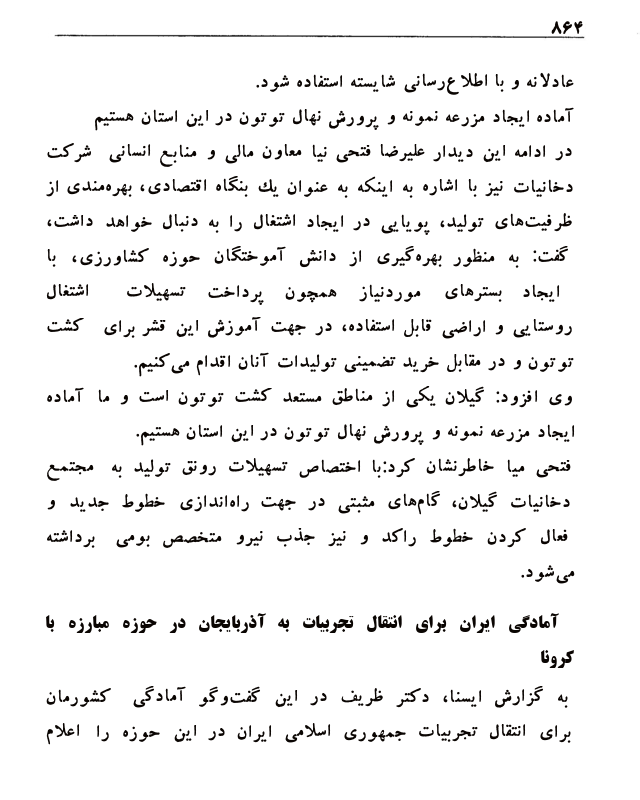 ۸۶۴
عادلانه و با اطلاع‌رسانی شایسته استفاده شود.
آماده ایجاد مزرعه نمونه و پرورش نهال توتون در این استان هستیم
در ادامه این دیدار علیرضا فتحی نیا معاون مالی و منابع انسانی شرکت
دخانیات نیز با اشاره به اینکه به عنوان یك بنگاه اقتصادی، بهره‌مندی از
ظرفیت‌های تولید، پویایی در ایجاد اشتغال را به دنبال خواهد داشت،
گفت: به منظور بهره‌گیری از دانش آموختگان حوزه کشاورزی، با
ایجاد بسترهای موردنیاز همچون پرداخت تسهیلات اشتغال
روستایی و اراضی قابل استفاده، در جهت آموزش این قشر برای کشت
توتون و در مقابل خرید تضمینی تولیدات آنان اقدام می‌کنیم.
وی افزود: گیلان یکی از مناطق مستعد کشت توتون است و ما آماده
ایجاد مزرعه نمونه و پرورش نهال توتون در این استان هستیم.
فتحی میا خاطرنشان کرد:با اختصاص تسهیلات رونق تولید به مجتمع
دخانیات گیلان، گام‌های مثبتی در جهت راه‌اندازی خطوط جدید و
فعال کردن خطوط راکد و نیز جذب نیرو متخصص بومی برداشته
می‌شود.
آمادگی ایران برای انتقال تجربیات به آذربایجان در حوزه مبارزه با
کرونا
به گزارش ایسنا، دکتر ظریف در این گفت‌وگو آمادگی کشورمان
برای انتقال تجربیات جمهوری اسلامی ایران در این حوزه را اعلام